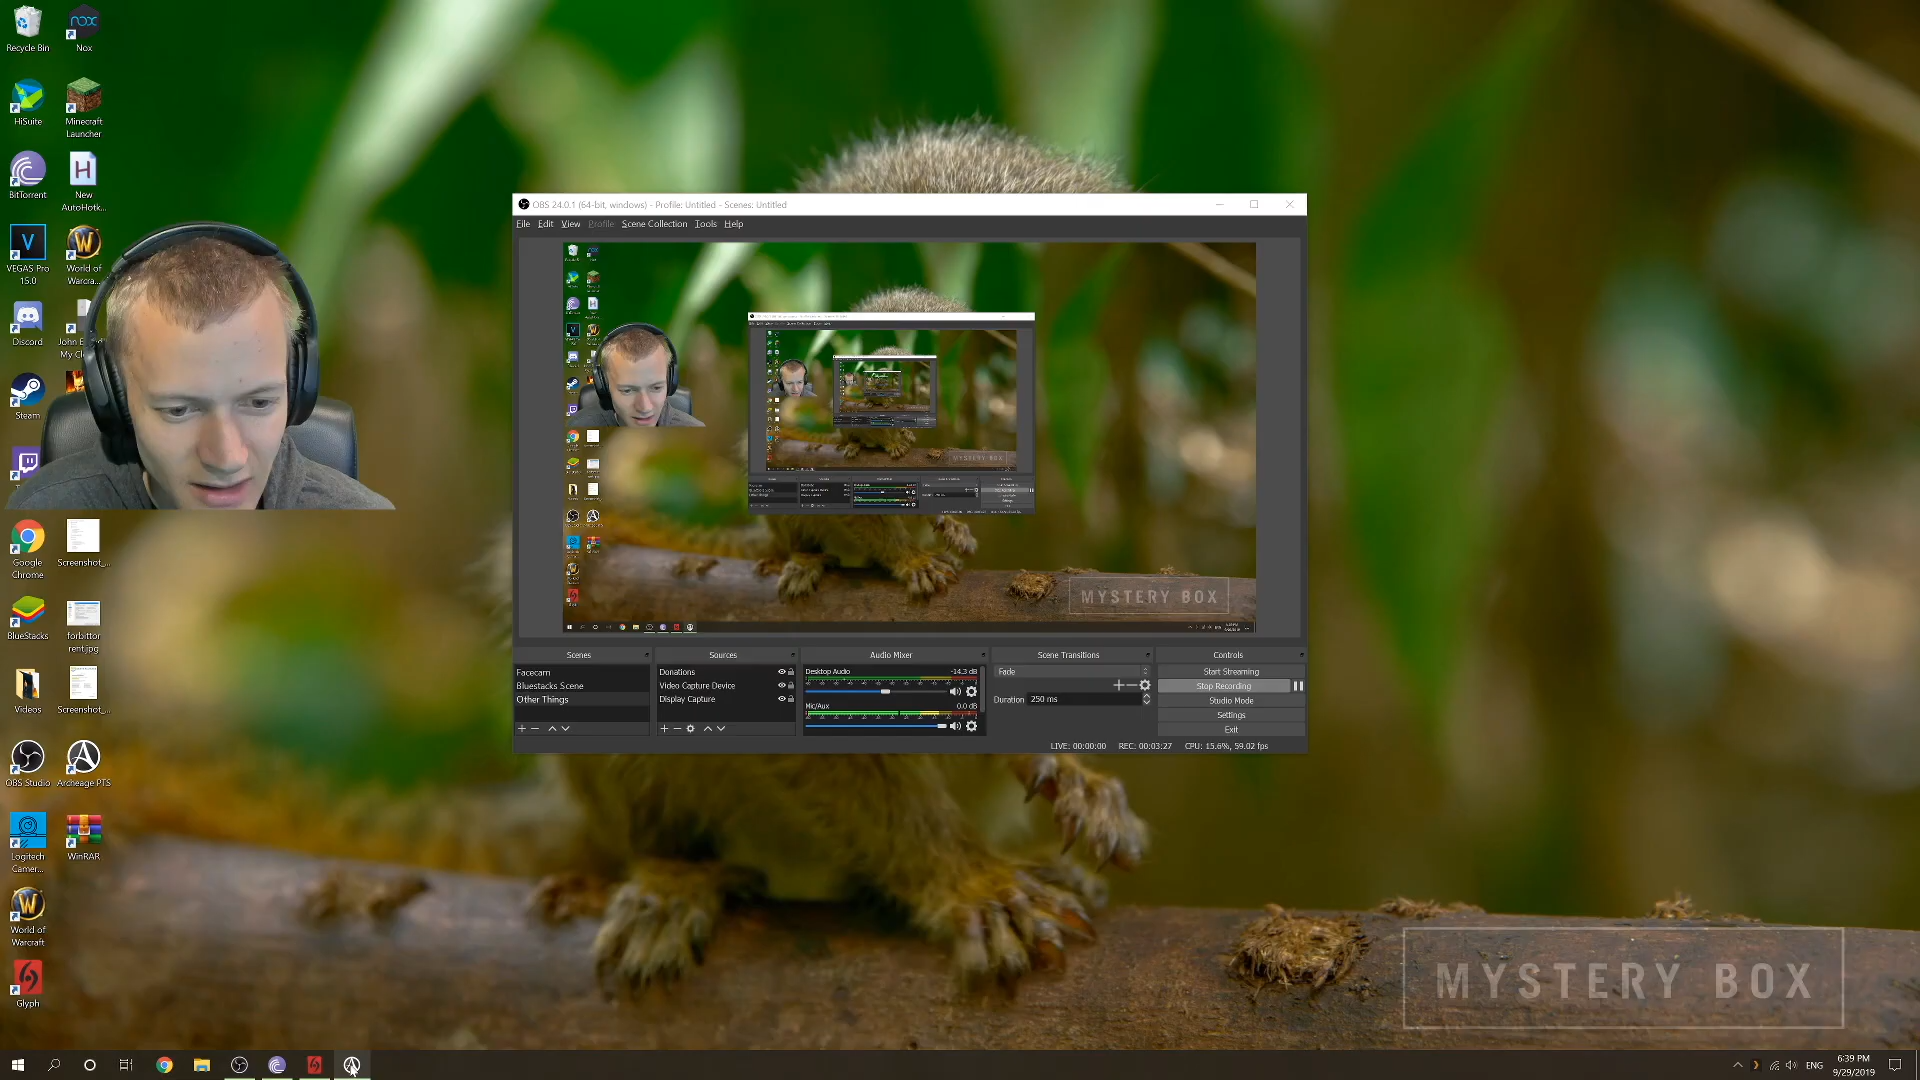 Recycle Bin
Nox
HiSuite
Minecraft
Launcher
BitTorrent
New
AutoHotk...
VEGAS Pro
15.0
World of
Warcra...
Discord
Steam
Google
Chrome
Screenshot_...
BlueStacks
forbittor
rent.jpg
Videos
Screenshot_...
OBS Studio
Archeage PTS
Logitech
Camer...
WinRAR
World of
Warcraft
Glyph
OBS 24.0.1 (64-bit, windows) - Profile: Untitled - Scenes: Untitled
File Edit View Profile Scene Collection Tools Help
MYSTERY BOX
Scenes
Facecam
Bluestacks Scene
Other Things
Sources
Donations
Video Capture Device
Display Capture
Audio Mixer
Desktop Audio -14.3 dB
Mic/Aux 0.0 dB
Scene Transitions
Fade
Duration 250 ms
Controls
Start Streaming
Stop Recording
Studio Mode
Settings
Exit
LIVE: 00:00:00 REC: 00:03:27 CPU: 15.6%, 59.02 fps
MYSTERY BOX
ENG
6:39 PM
9/29/2019